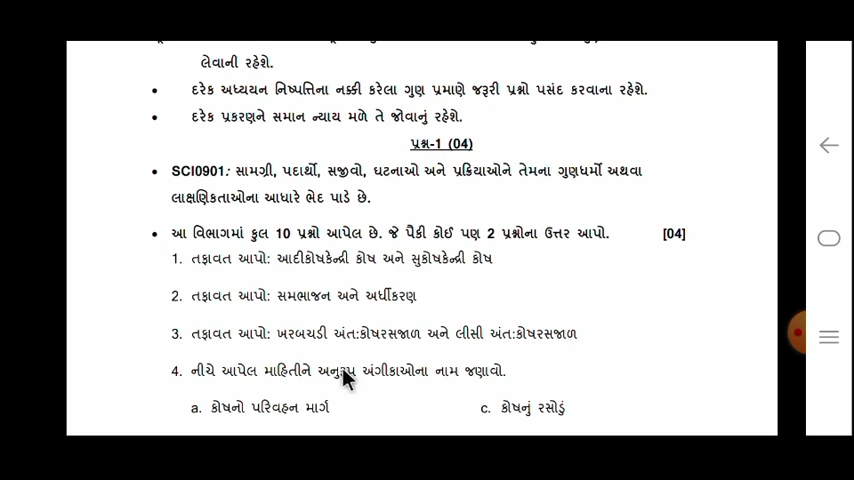 લેવાની રહેશે.
• દરેક અધ્યયન નિષ્પત્તિના નક્કી કરેલા ગુણ પ્રમાણે જરૂરી પ્રશ્નો પસંદ કરવાના રહેશે.
• દરેક પ્રકરણને સમાન ન્યાય મળે તે જોવાનું રહેશે.
પ્રશ્ન-1 (04)
• SCI0901: સામગ્રી, પદાર્થો, સજીવો, ઘટનાઓ અને પ્રક્રિયાઓને તેમના ગુણધર્મો અથવા
લાક્ષણિકતાઓના આધારે ભેદ પાડે છે.
• આ વિભાગમાં કુલ 10 પ્રશ્નો આપેલ છે. જે પૈકી કોઈ પણ 2 પ્રશ્નોના ઉત્તર આપો. [04]
1. તફાવત આપો: આદીકોષકેન્દ્રી કોષ અને સુકોષકેન્દ્રી કોષ
2. તફાવત આપો: સમભાજન અને અર્ધીકરણ
3. તફાવત આપો: ખરબચડી અંત:કોષરસજાળ અને લીસી અંત:કોષરસજાળ
4. નીચે આપેલ માહિતીને અનુરૂપ અંગીકાઓના નામ જણાવો.
a. કોષનો પરિવહન માર્ગ c. કોષનું રસોડું